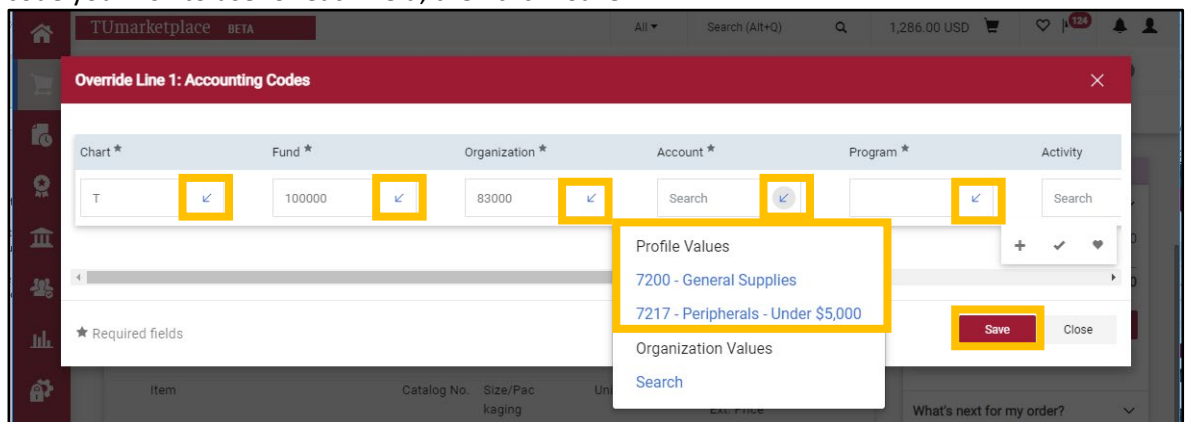 TUmarketplace BETA
All Search (Alt+Q) 1,286.00 USD 124
Override Line 1: Accounting Codes
Chart ★ Fund ★ Organization ★ Account ★ Program ★ Activity
T 100000 83000 Search Search
Profile Values
7200 - General Supplies
7217 - Peripherals - Under $5,000
★ Required fields
Save Close
Organization Values
Search
Item Catalog No. Size/Pac
kaging
What's next for my order?